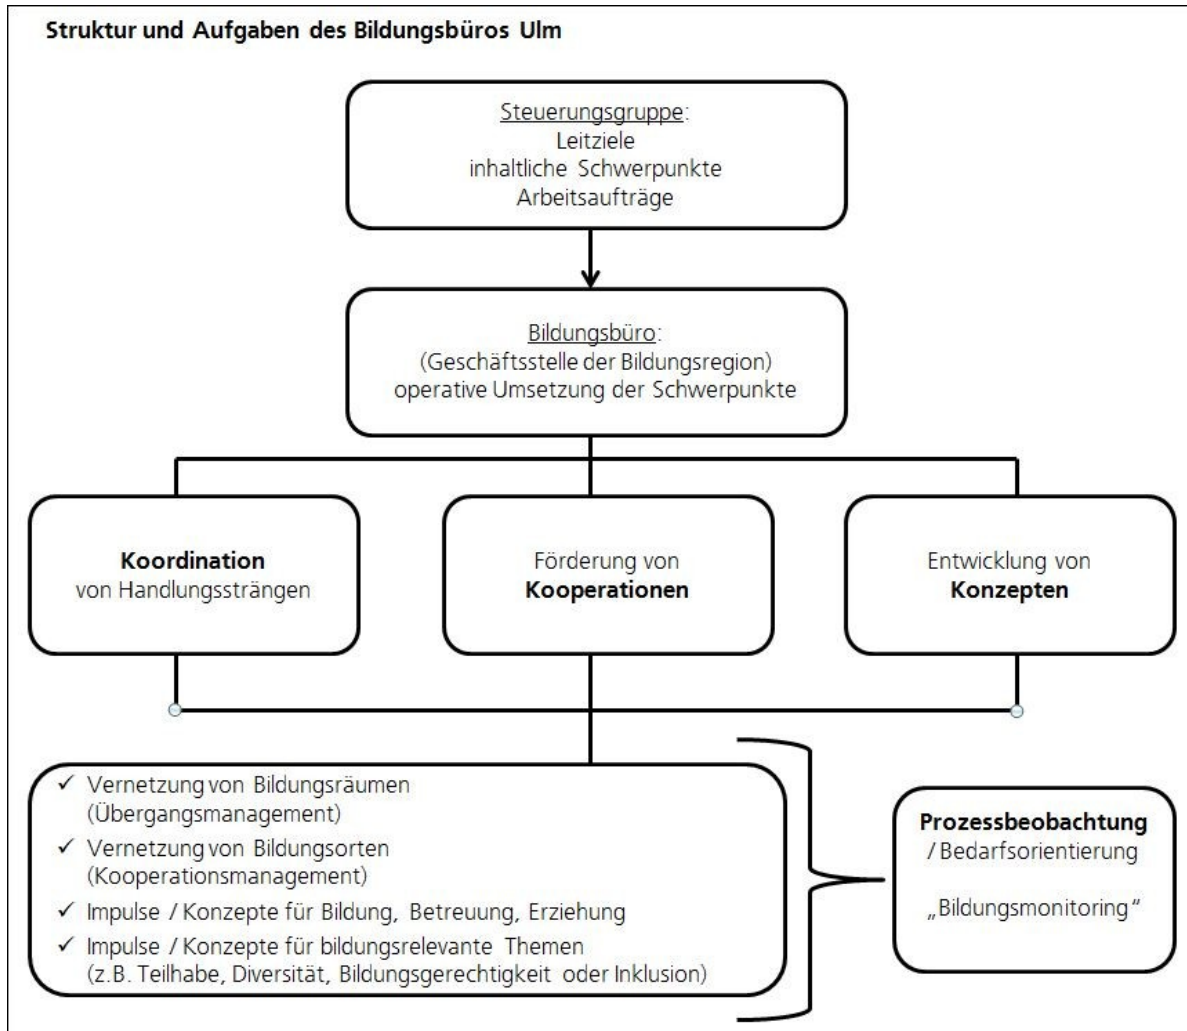 Struktur und Aufgaben des Bildungsbüros Ulm
Steuerungsgruppe:
Leitziele
inhaltliche Schwerpunkte
Arbeitsaufträge
Bildungsbüro:
(Geschäftsstelle der Bildungsregion)
operative Umsetzung der Schwerpunkte
Koordination
von Handlungssträngen
Förderung von
Kooperationen
Entwicklung von
Konzepten
✓ Vernetzung von Bildungsräumen
(Übergangsmanagement)
✓ Vernetzung von Bildungsorten
(Kooperationsmanagement)
✓ Impulse / Konzepte für Bildung, Betreuung, Erziehung
✓ Impulse / Konzepte für bildungsrelevante Themen
(z.B. Teilhabe, Diversität, Bildungsgerechtigkeit oder Inklusion)
Prozessbeobachtung
/ Bedarfsorientierung
„Bildungsmonitoring“